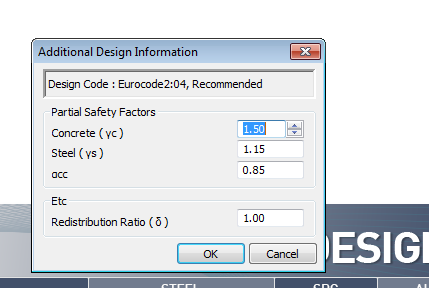 Additional Design Information
Design Code : Eurocode2:04, Recommended
Partial Safety Factors
Concrete ( γc ) 1.50
Steel ( γs ) 1.15
αcc 0.85
Etc
Redistribution Ratio ( δ ) 1.00
OK Cancel
DESIG
STEEL